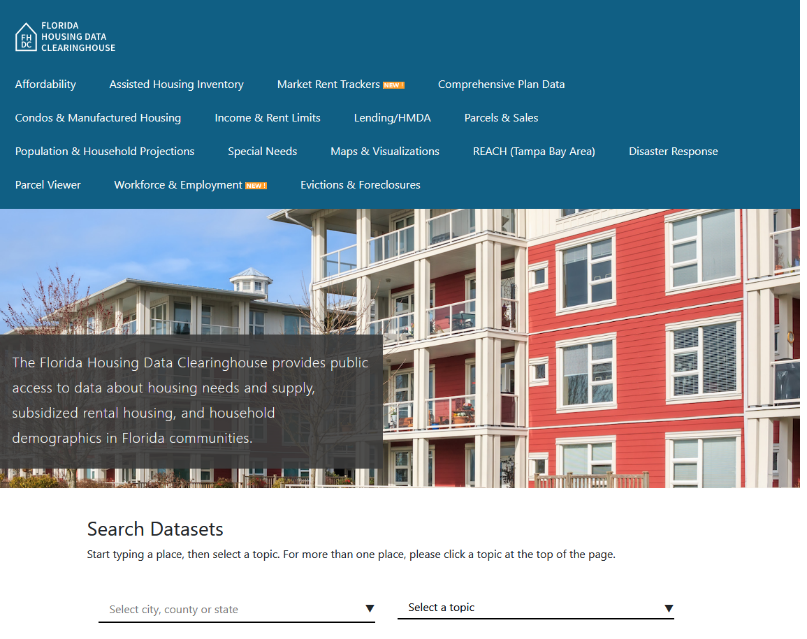 FLORIDA
HOUSING DATA
CLEARINGHOUSE
FH
DC
Affordability Assisted Housing Inventory Market Rent Trackers NEW! Comprehensive Plan Data
Condos & Manufactured Housing Income & Rent Limits Lending/HMDA Parcels & Sales
Population & Household Projections Special Needs Maps & Visualizations REACH (Tampa Bay Area) Disaster Response
Parcel Viewer Workforce & Employment NEW! Evictions & Foreclosures
The Florida Housing Data Clearinghouse provides public
access to data about housing needs and supply,
subsidized rental housing, and household
demographics in Florida communities.
Search Datasets
Start typing a place, then select a topic. For more than one place, please click a topic at the top of the page.
Select city, county or state Select a topic